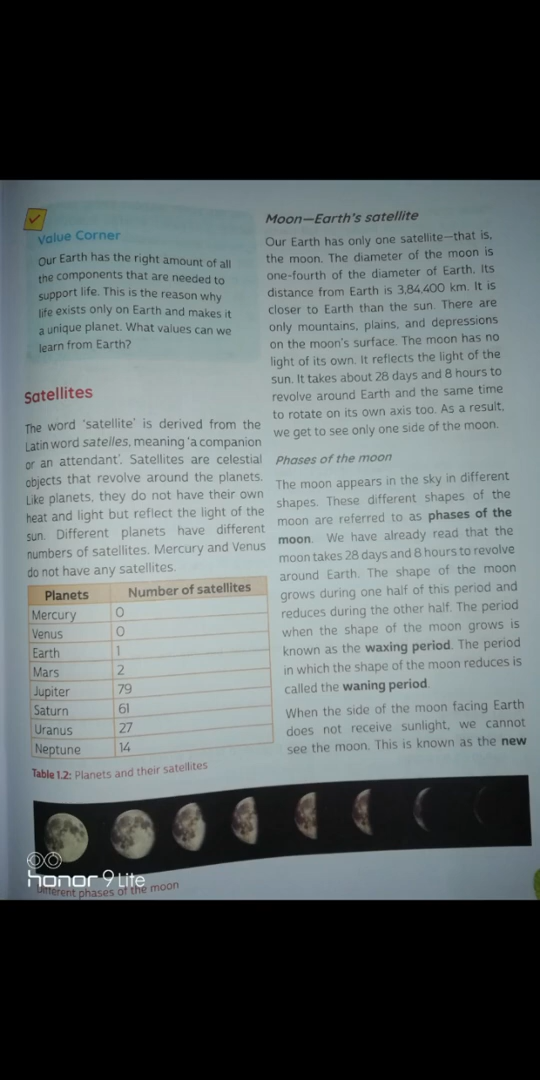 Value Corner
Our Earth has the right amount of all
the components that are needed to
support life. This is the reason why
life exists only on Earth and makes it
a unique planet. What values can we
learn from Earth?
Satellites
The word 'satellite' is derived from the
Latin word satelles, meaning 'a companion
or an attendant'. Satellites are celestial
objects that revolve around the planets.
Like planets, they do not have their own
heat and light but reflect the light of the
sun. Different planets have different
numbers of satellites. Mercury and Venus
do not have any satellites.
Planets Number of satellites
Mercury 0
Venus 0
Earth 1
Mars 2
Jupiter 79
Saturn 61
Uranus 27
Neptune 14
Table 1.2: Planets and their satellites
Moon—Earth's satellite
Our Earth has only one satellite—that is,
the moon. The diameter of the moon is
one-fourth of the diameter of Earth. Its
distance from Earth is 3,84,400 km. It is
closer to Earth than the sun. There are
only mountains, plains, and depressions
on the moon's surface. The moon has no
light of its own. It reflects the light of the
sun. It takes about 28 days and 8 hours to
revolve around Earth and the same time
to rotate on its own axis too. As a result,
we get to see only one side of the moon.
Phases of the moon
The moon appears in the sky in different
shapes. These different shapes of the
moon are referred to as phases of the
moon. We have already read that the
moon takes 28 days and 8 hours to revolve
around Earth. The shape of the moon
grows during one half of this period and
reduces during the other half. The period
when the shape of the moon grows is
known as the waxing period. The period
in which the shape of the moon reduces is
called the waning period.
When the side of the moon facing Earth
does not receive sunlight, we cannot
see the moon. This is known as the new
honor 9 Lite
Different phases of the moon